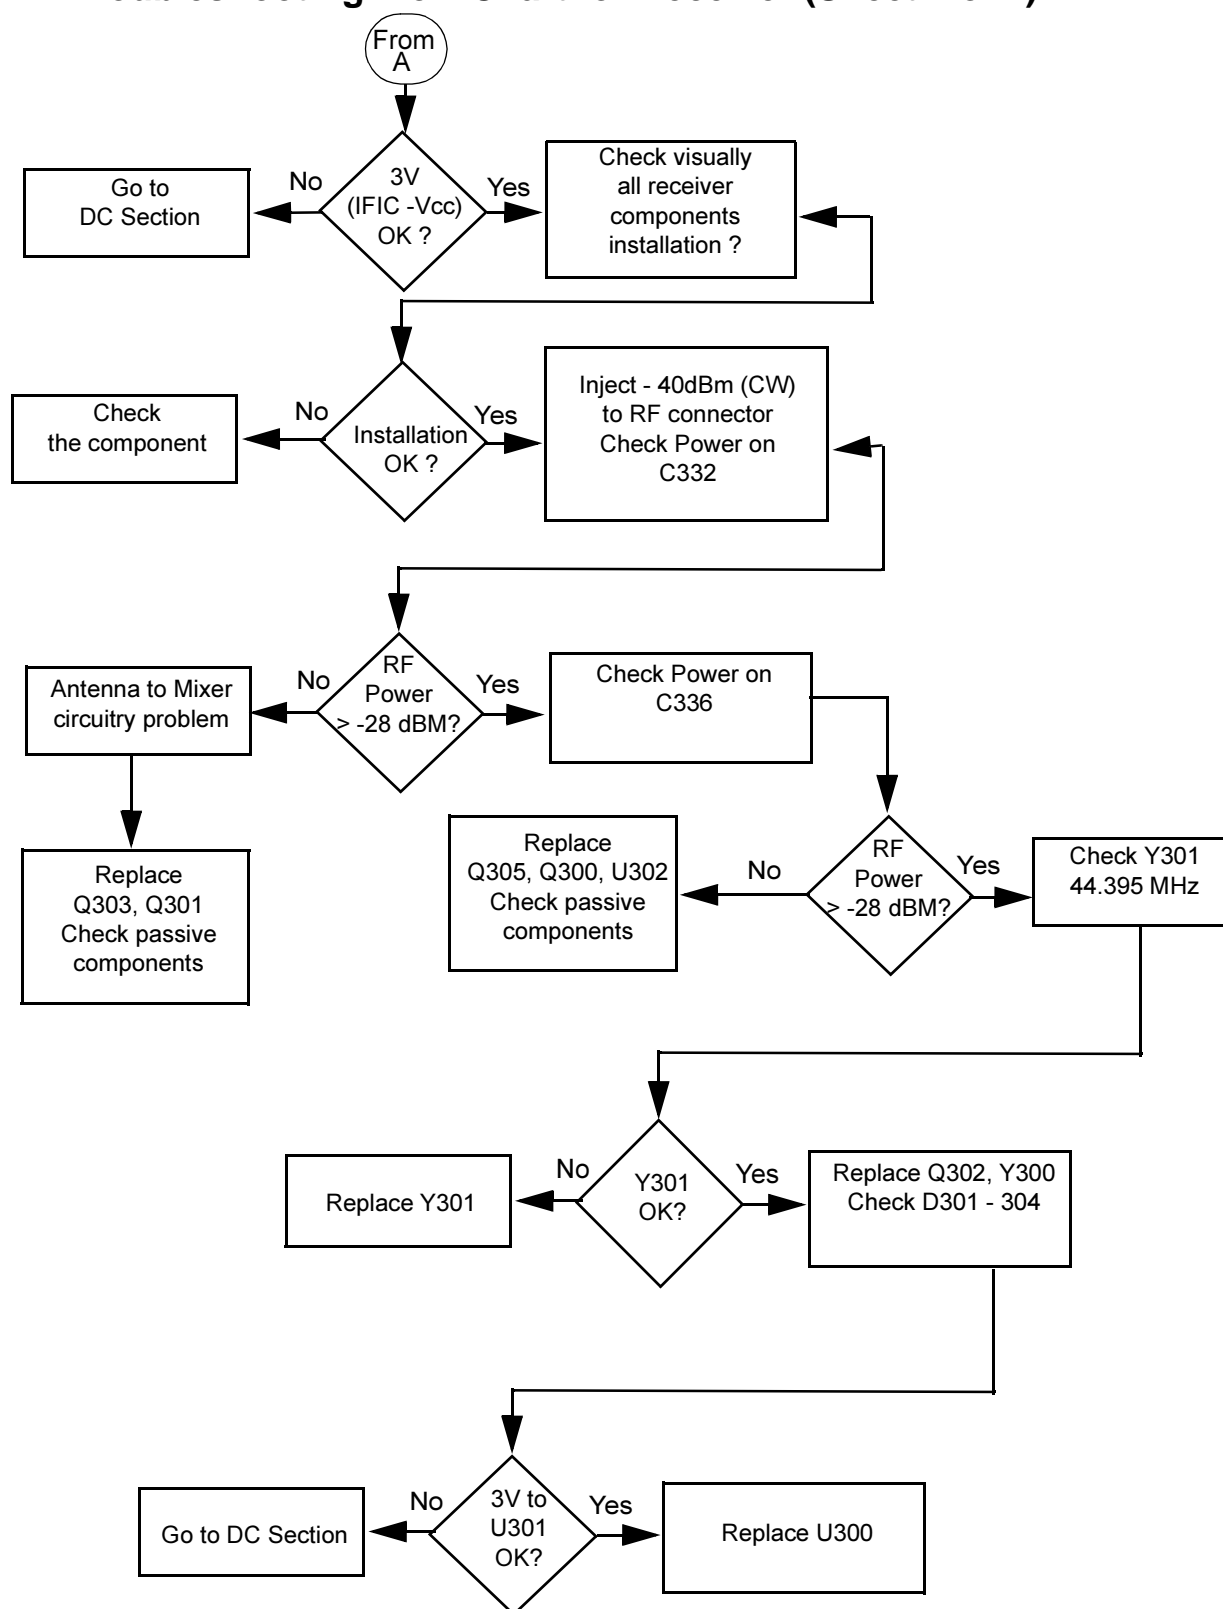 From
A
3V
(IFIC -Vcc)
OK ?
No
Yes
Go to
DC Section
Check visually
all receiver
components
installation ?
Installation
OK ?
No
Yes
Check
the component
Inject - 40dBm (CW)
to RF connector
Check Power on
C332
RF
Power
> -28 dBM?
No
Yes
Antenna to Mixer
circuitry problem
Replace
Q303, Q301
Check passive
components
Check Power on
C336
RF
Power
> -28 dBM?
No
Yes
Replace
Q305, Q300, U302
Check passive
components
Check Y301
44.395 MHz
Y301
OK?
No
Yes
Replace Y301
Replace Q302, Y300
Check D301 - 304
3V to
U301
OK?
No
Yes
Go to DC Section
Replace U300